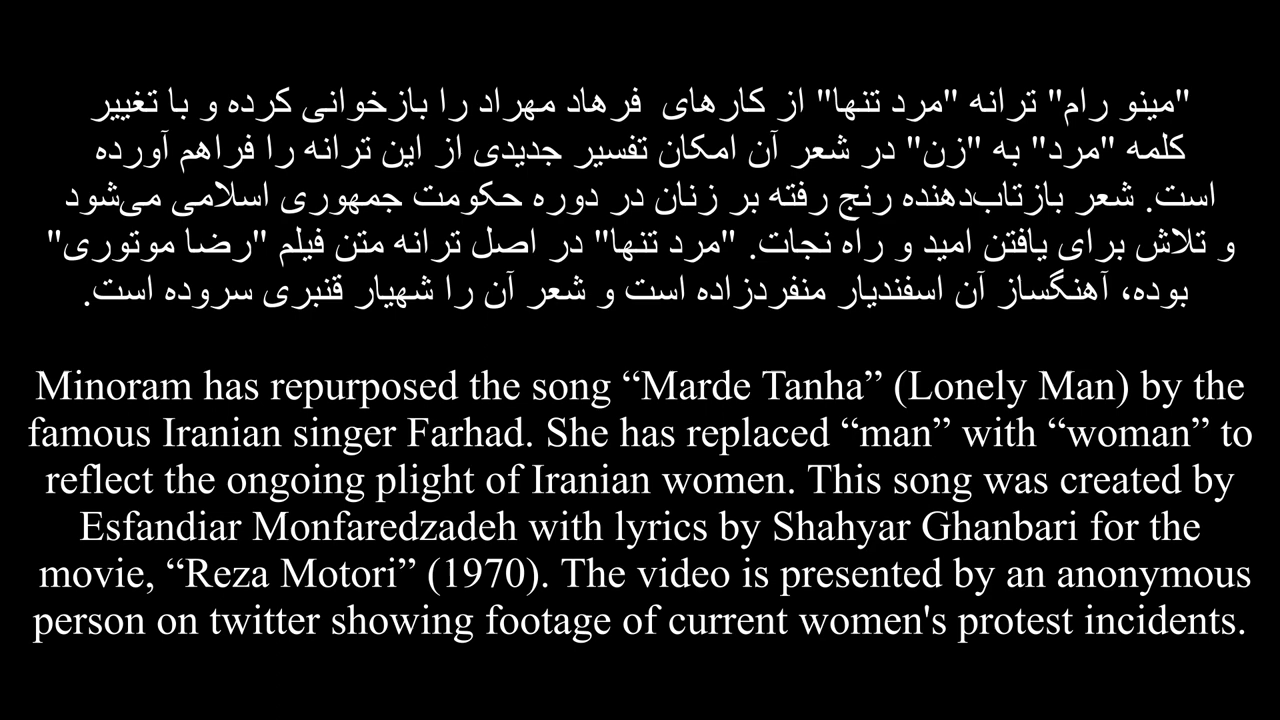 "مینو رام" ترانه "مرد تنها" از کارهای فرهاد مهراد را بازخوانی کرده و با تغییر
کلمه "مرد" به "زن" در شعر آن امکان تفسیر جدیدی از این ترانه را فراهم آورده
است. شعر بازتاب‌دهنده رنج رفته بر زنان در دوره حکومت جمهوری اسلامی می‌شود
و تلاش برای یافتن امید و راه نجات. "مرد تنها" در اصل ترانه متن فیلم "رضا موتوری"
بوده، آهنگساز آن اسفندیار منفردزاده است و شعر آن را شهیار قنبری سروده است.
Minoram has repurposed the song “Marde Tanha” (Lonely Man) by the
famous Iranian singer Farhad. She has replaced “man” with “woman” to
reflect the ongoing plight of Iranian women. This song was created by
Esfandiar Monfaredzadeh with lyrics by Shahyar Ghanbari for the
movie, “Reza Motori” (1970). The video is presented by an anonymous
person on twitter showing footage of current women's protest incidents.